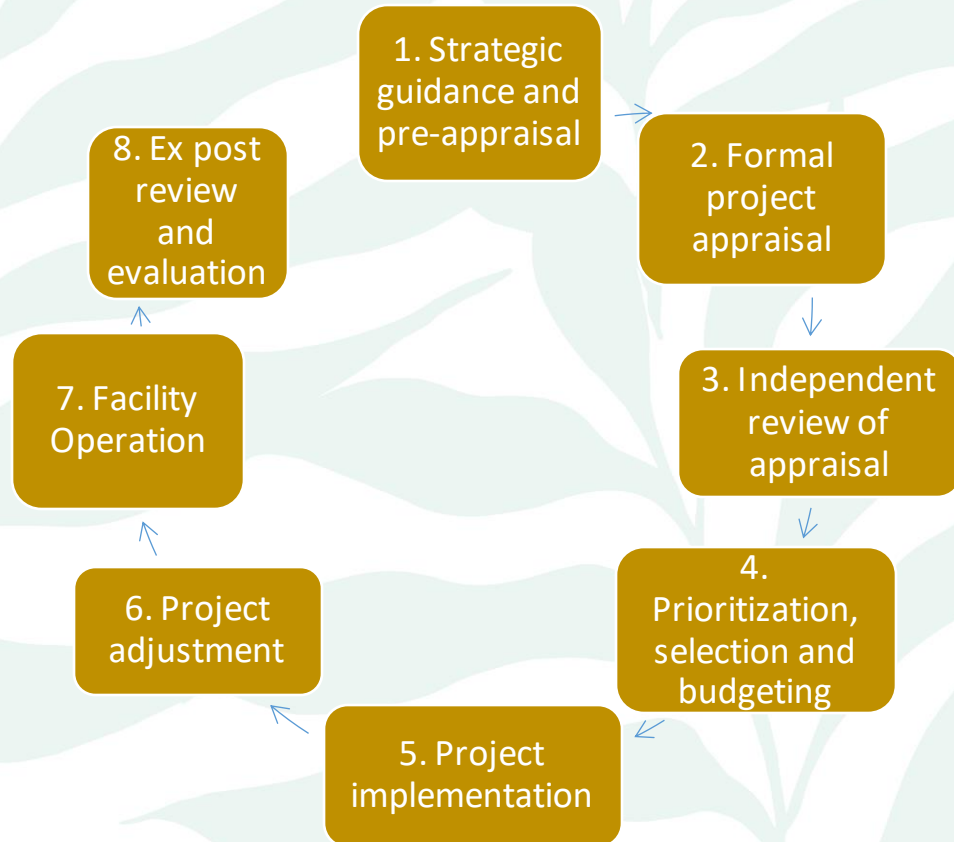 1. Strategic
guidance and
pre-appraisal
2. Formal
project
appraisal
3. Independent
review of
appraisal
4.
Prioritization,
selection and
budgeting
5. Project
implementation
6. Project
adjustment
7. Facility
Operation
8. Ex post
review
and
evaluation